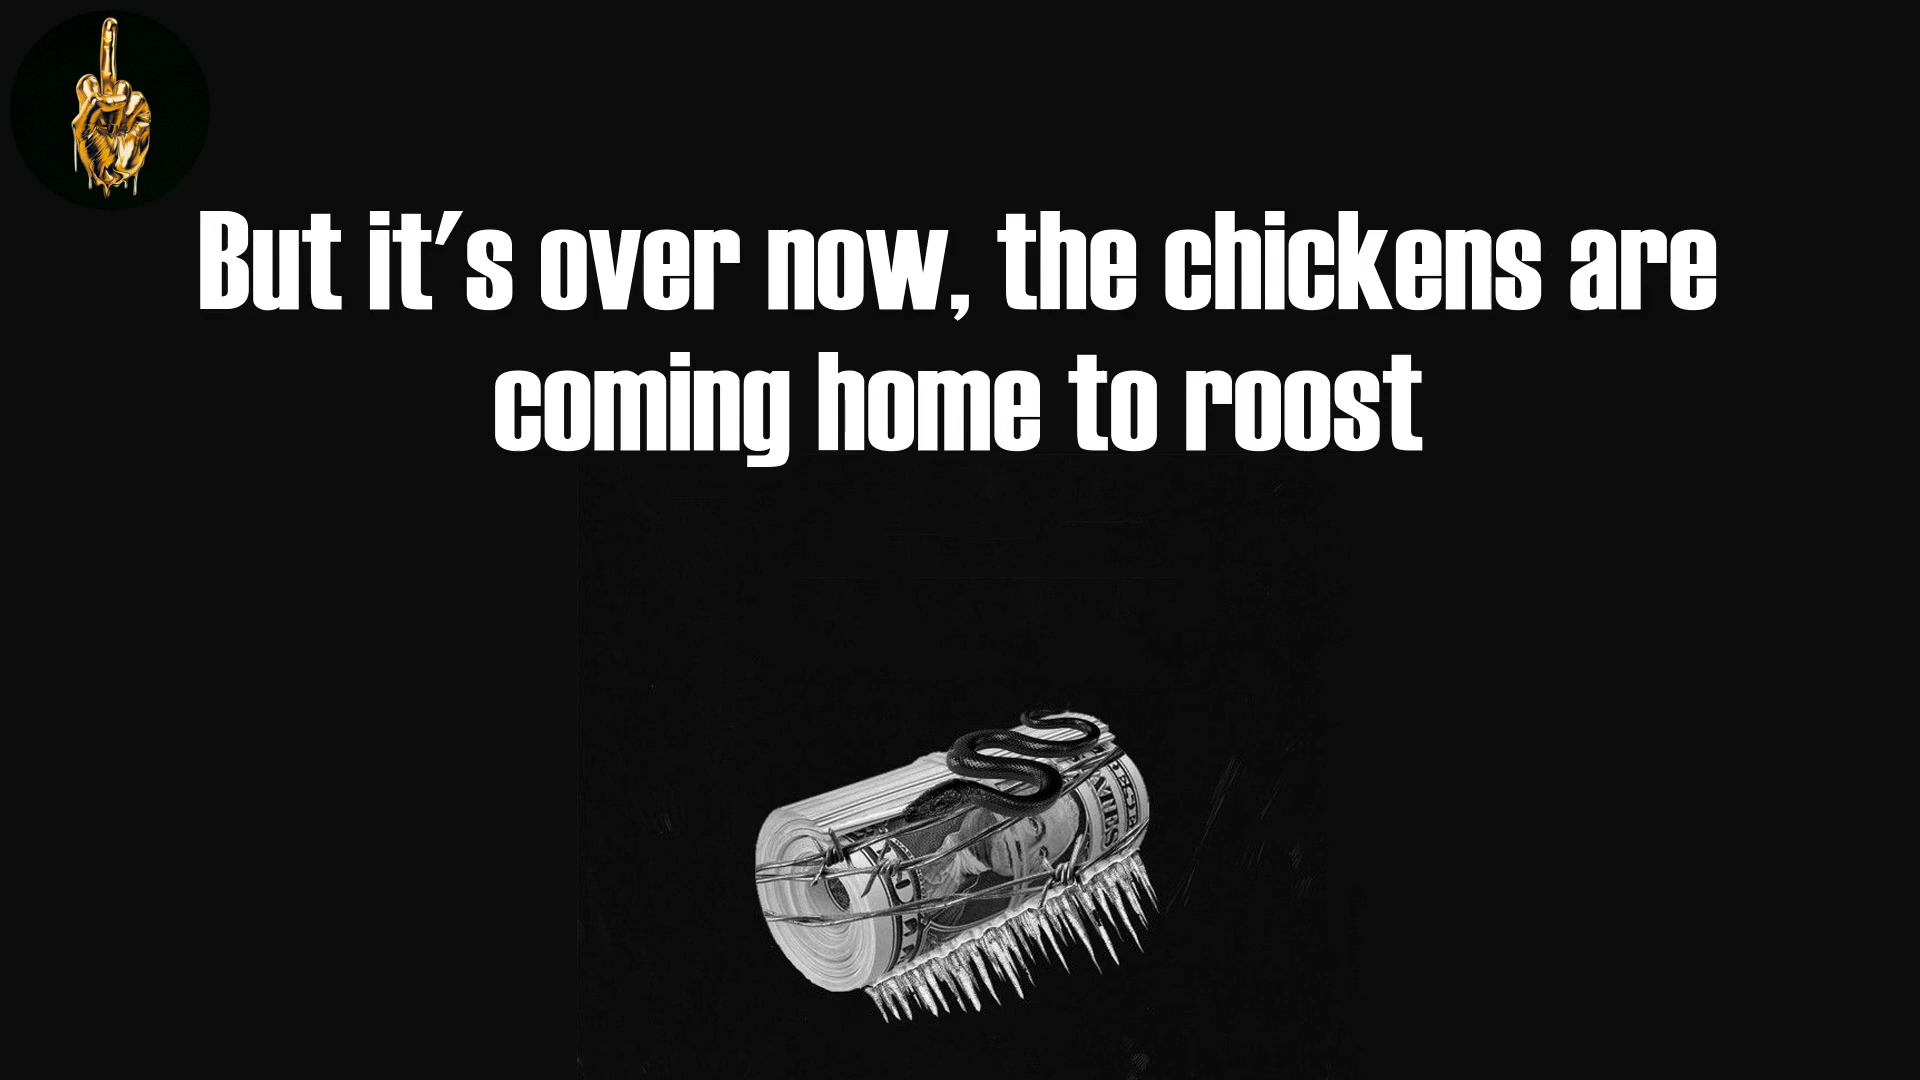 But it's over now, the chickens are
coming home to roost